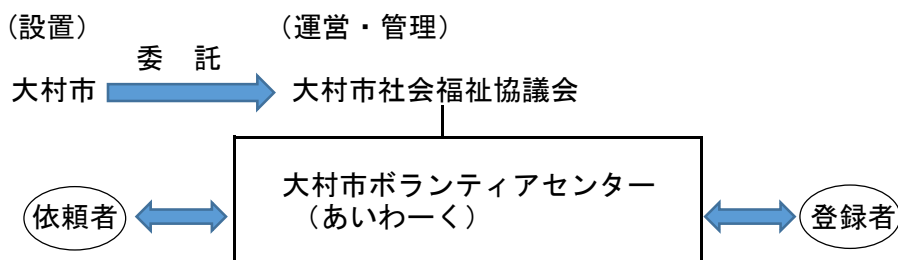 (設置) (運営・管理)
委 託
大村市 大村市社会福祉協議会
大村市ボランティアセンター
(あいわーく)
依頼者 登録者